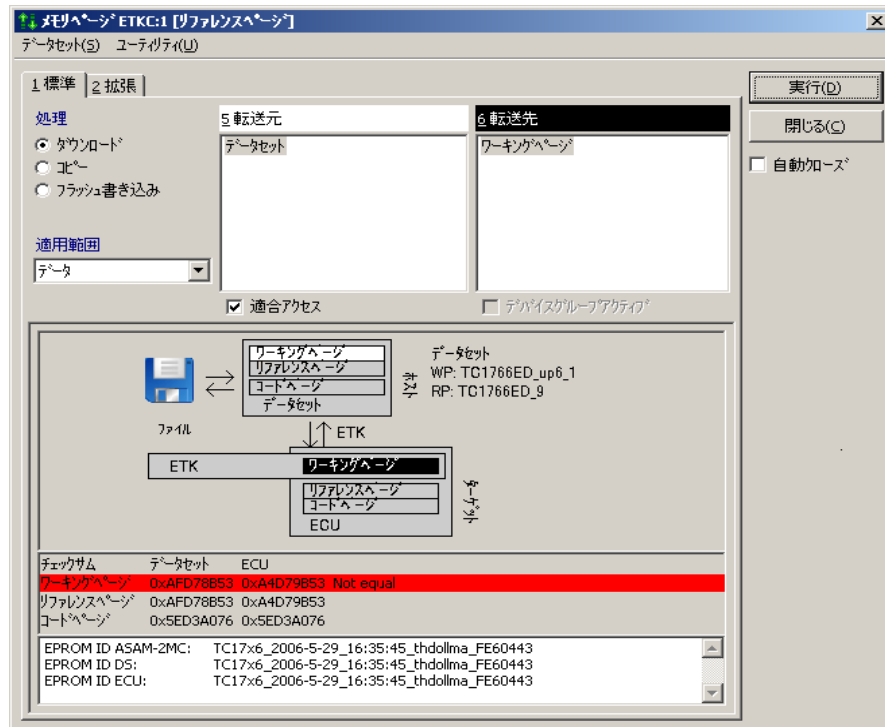 メモリページ ETKC:1 [リファレンスページ]
データセット(S) ユーティリティ(U)
1 標準 2 拡張
実行(D)
閉じる(C)
自動クローズ
処理
ダウンロード
コピー
フラッシュ書き込み
適用範囲
データ
5 転送元
データセット
適合アクセス
6 転送先
ワーキングページ
デバイスグループアクティブ
ファイル
ワーキングページ
リファレンスページ
コードページ
データセット
ホスト
データセット
WP: TC1766ED_up6_1
RP: TC1766ED_9
ETK
ETK
ワーキングページ
リファレンスページ
コードページ
ECU
ターゲット
チェックサム データセット ECU
ワーキングページ 0xAFD78B53 0xA4D79B53 Not equal
リファレンスページ 0xAFD78B53 0xA4D79B53
コードページ 0x5ED3A076 0x5ED3A076
EPROM ID ASAM-2MC: TC17x6_2006-5-29_16:35:45_thdollma_FE60443
EPROM ID DS: TC17x6_2006-5-29_16:35:45_thdollma_FE60443
EPROM ID ECU: TC17x6_2006-5-29_16:35:45_thdollma_FE60443